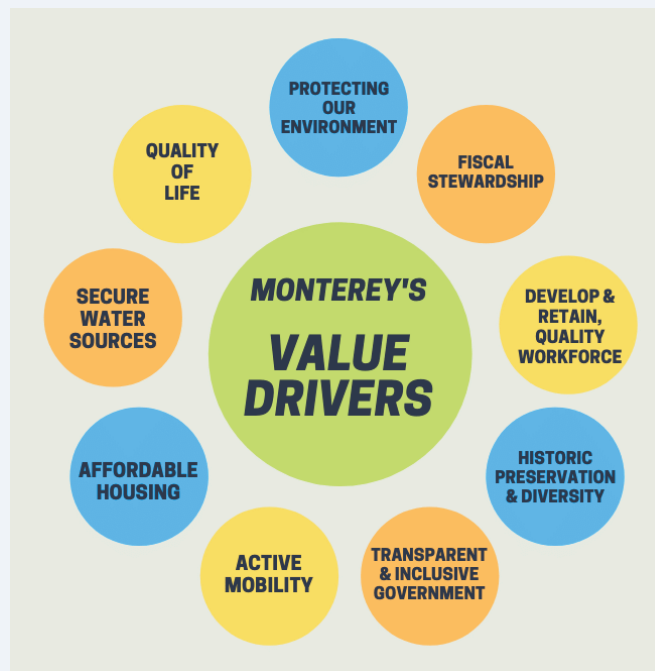 MONTEREY'S
VALUE
DRIVERS
PROTECTING
OUR
ENVIRONMENT
FISCAL
STEWARDSHIP
DEVELOP &
RETAIN,
QUALITY
WORKFORCE
HISTORIC
PRESERVATION
& DIVERSITY
TRANSPARENT
& INCLUSIVE
GOVERNMENT
ACTIVE
MOBILITY
AFFORDABLE
HOUSING
SECURE
WATER
SOURCES
QUALITY
OF
LIFE